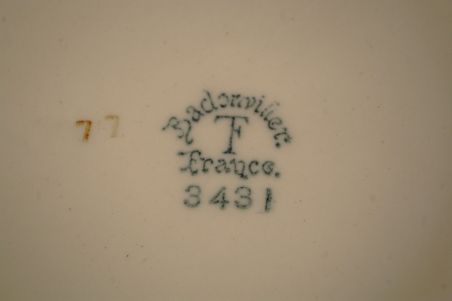 Badonviller.
F
France.
3431
77